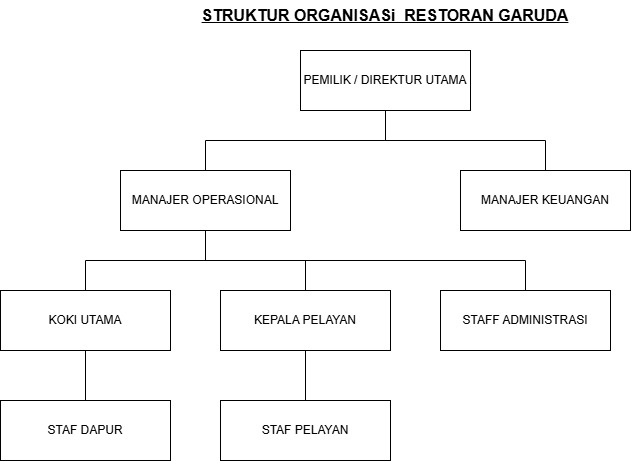 STRUKTUR ORGANISASi RESTORAN GARUDA
PEMILIK / DIREKTUR UTAMA
MANAJER OPERASIONAL
MANAJER KEUANGAN
KOKI UTAMA
KEPALA PELAYAN
STAFF ADMINISTRASI
STAF DAPUR
STAF PELAYAN